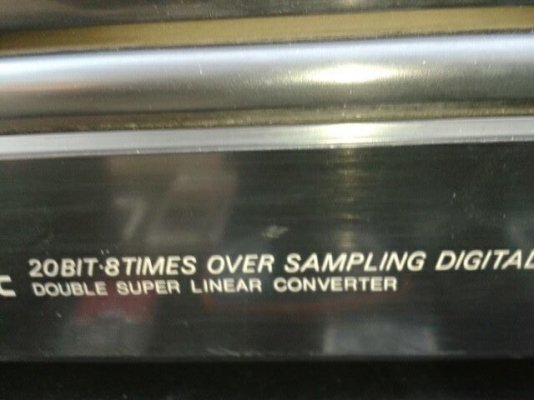 20BIT·8TIMES OVER SAMPLING DIGITAL
DOUBLE SUPER LINEAR CONVERTER